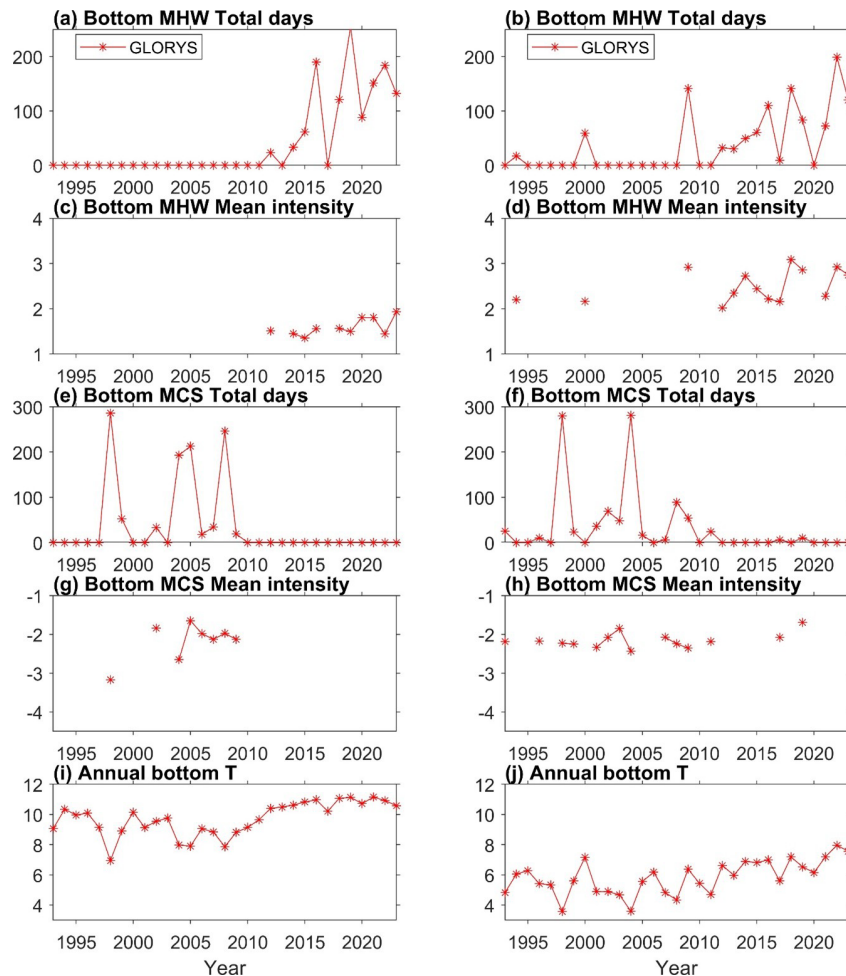 (a) Bottom MHW Total days
GLORYS
200
100
0
1995 2000 2005 2010 2015 2020
(b) Bottom MHW Total days
GLORYS
200
100
0
1995 2000 2005 2010 2015 2020
(c) Bottom MHW Mean intensity
4
3
2
1
1995 2000 2005 2010 2015 2020
(d) Bottom MHW Mean intensity
4
3
2
1
1995 2000 2005 2010 2015 2020
(e) Bottom MCS Total days
300
200
100
0
1995 2000 2005 2010 2015 2020
(f) Bottom MCS Total days
300
200
100
0
1995 2000 2005 2010 2015 2020
(g) Bottom MCS Mean intensity
-1
-2
-3
-4
1995 2000 2005 2010 2015 2020
(h) Bottom MCS Mean intensity
-1
-2
-3
-4
1995 2000 2005 2010 2015 2020
(i) Annual bottom T
12
10
8
6
4
1995 2000 2005 2010 2015 2020
Year
(j) Annual bottom T
12
10
8
6
4
1995 2000 2005 2010 2015 2020
Year